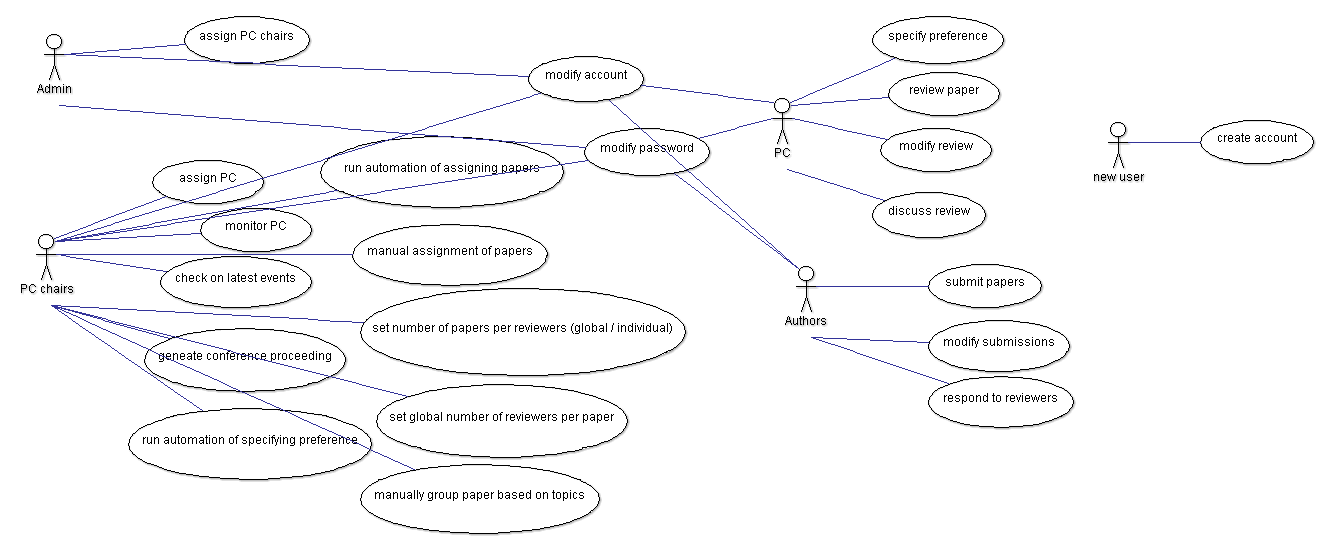 assign PC chairs
specify preference
Admin
modify account
review paper
PC
create account
modify password
modify review
new user
run automation of assigning papers
assign PC
discuss review
monitor PC
manual assignment of papers
check on latest events
PC chairs
submit papers
Authors
set number of papers per reviewers (global / individual)
modify submissions
geneate conference proceeding
respond to reviewers
set global number of reviewers per paper
run automation of specifying preference
manually group paper based on topics